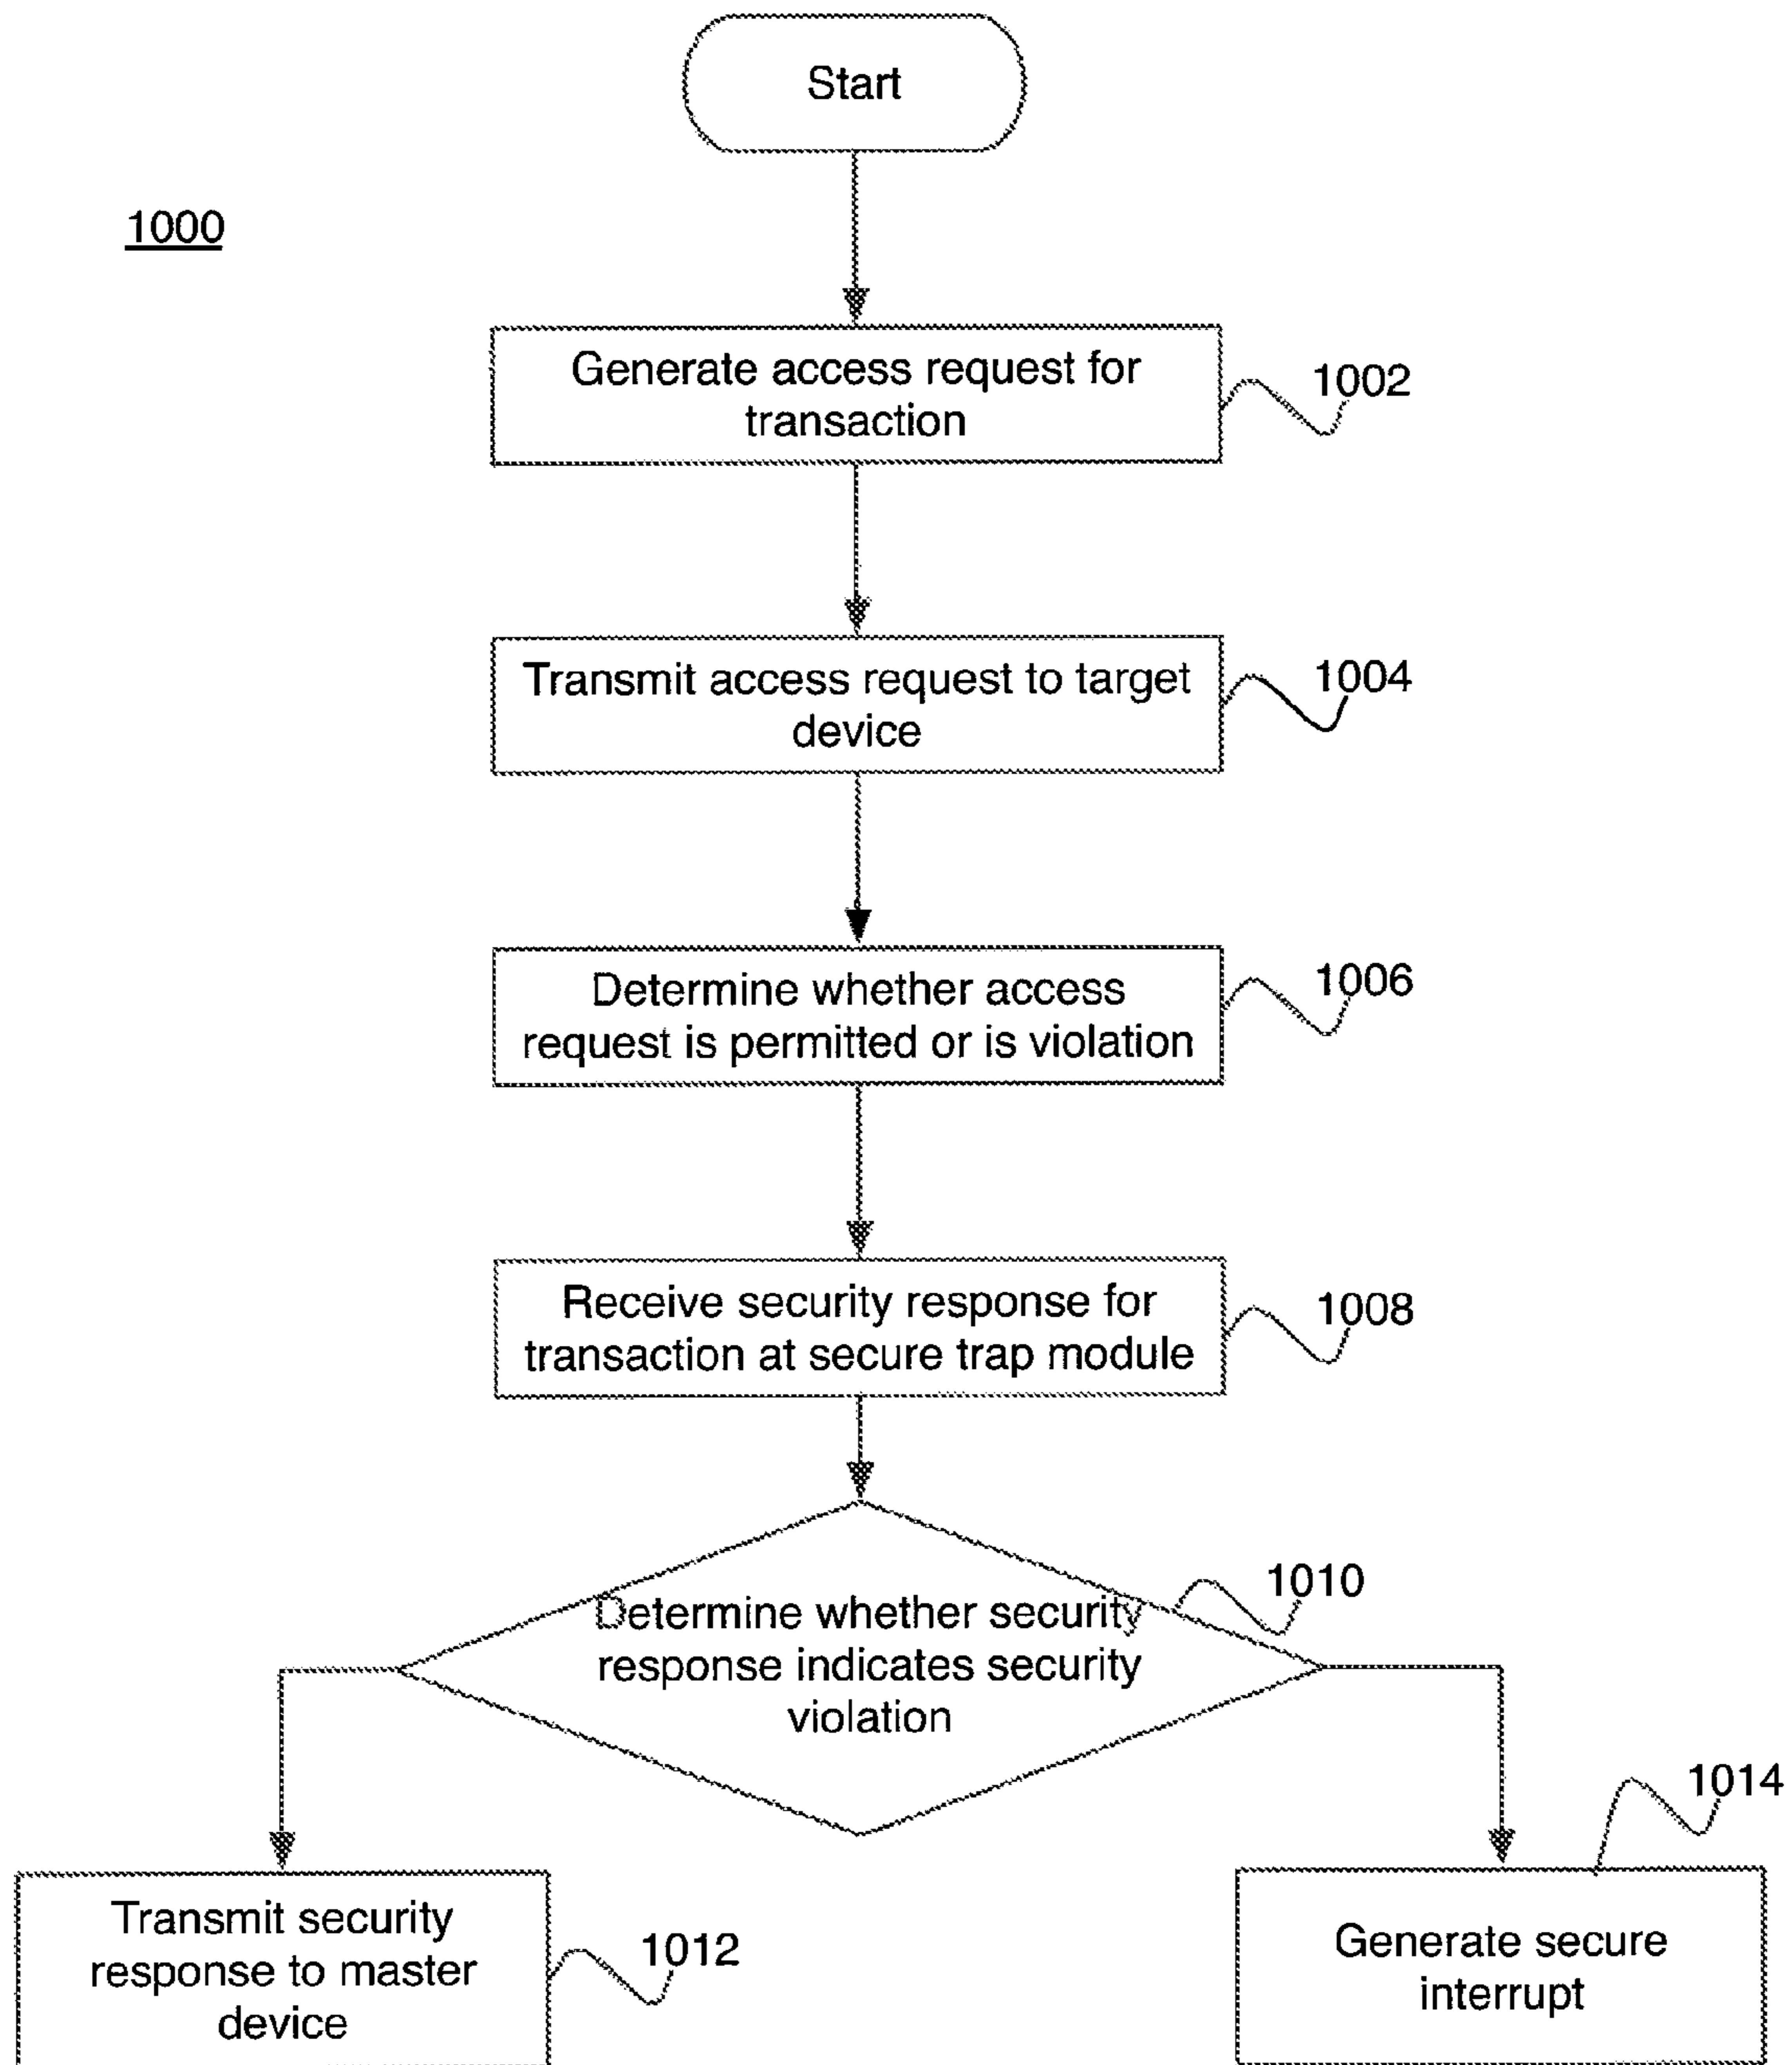 Start
1000
Generate access request for
transaction
1002
Transmit access request to target
device
1004
Determine whether access
request is permitted or is violation
1006
Receive security response for
transaction at secure trap module
1008
Determine whether security
response indicates security
violation
1010
Transmit security
response to master
device
1012
Generate secure
interrupt
1014